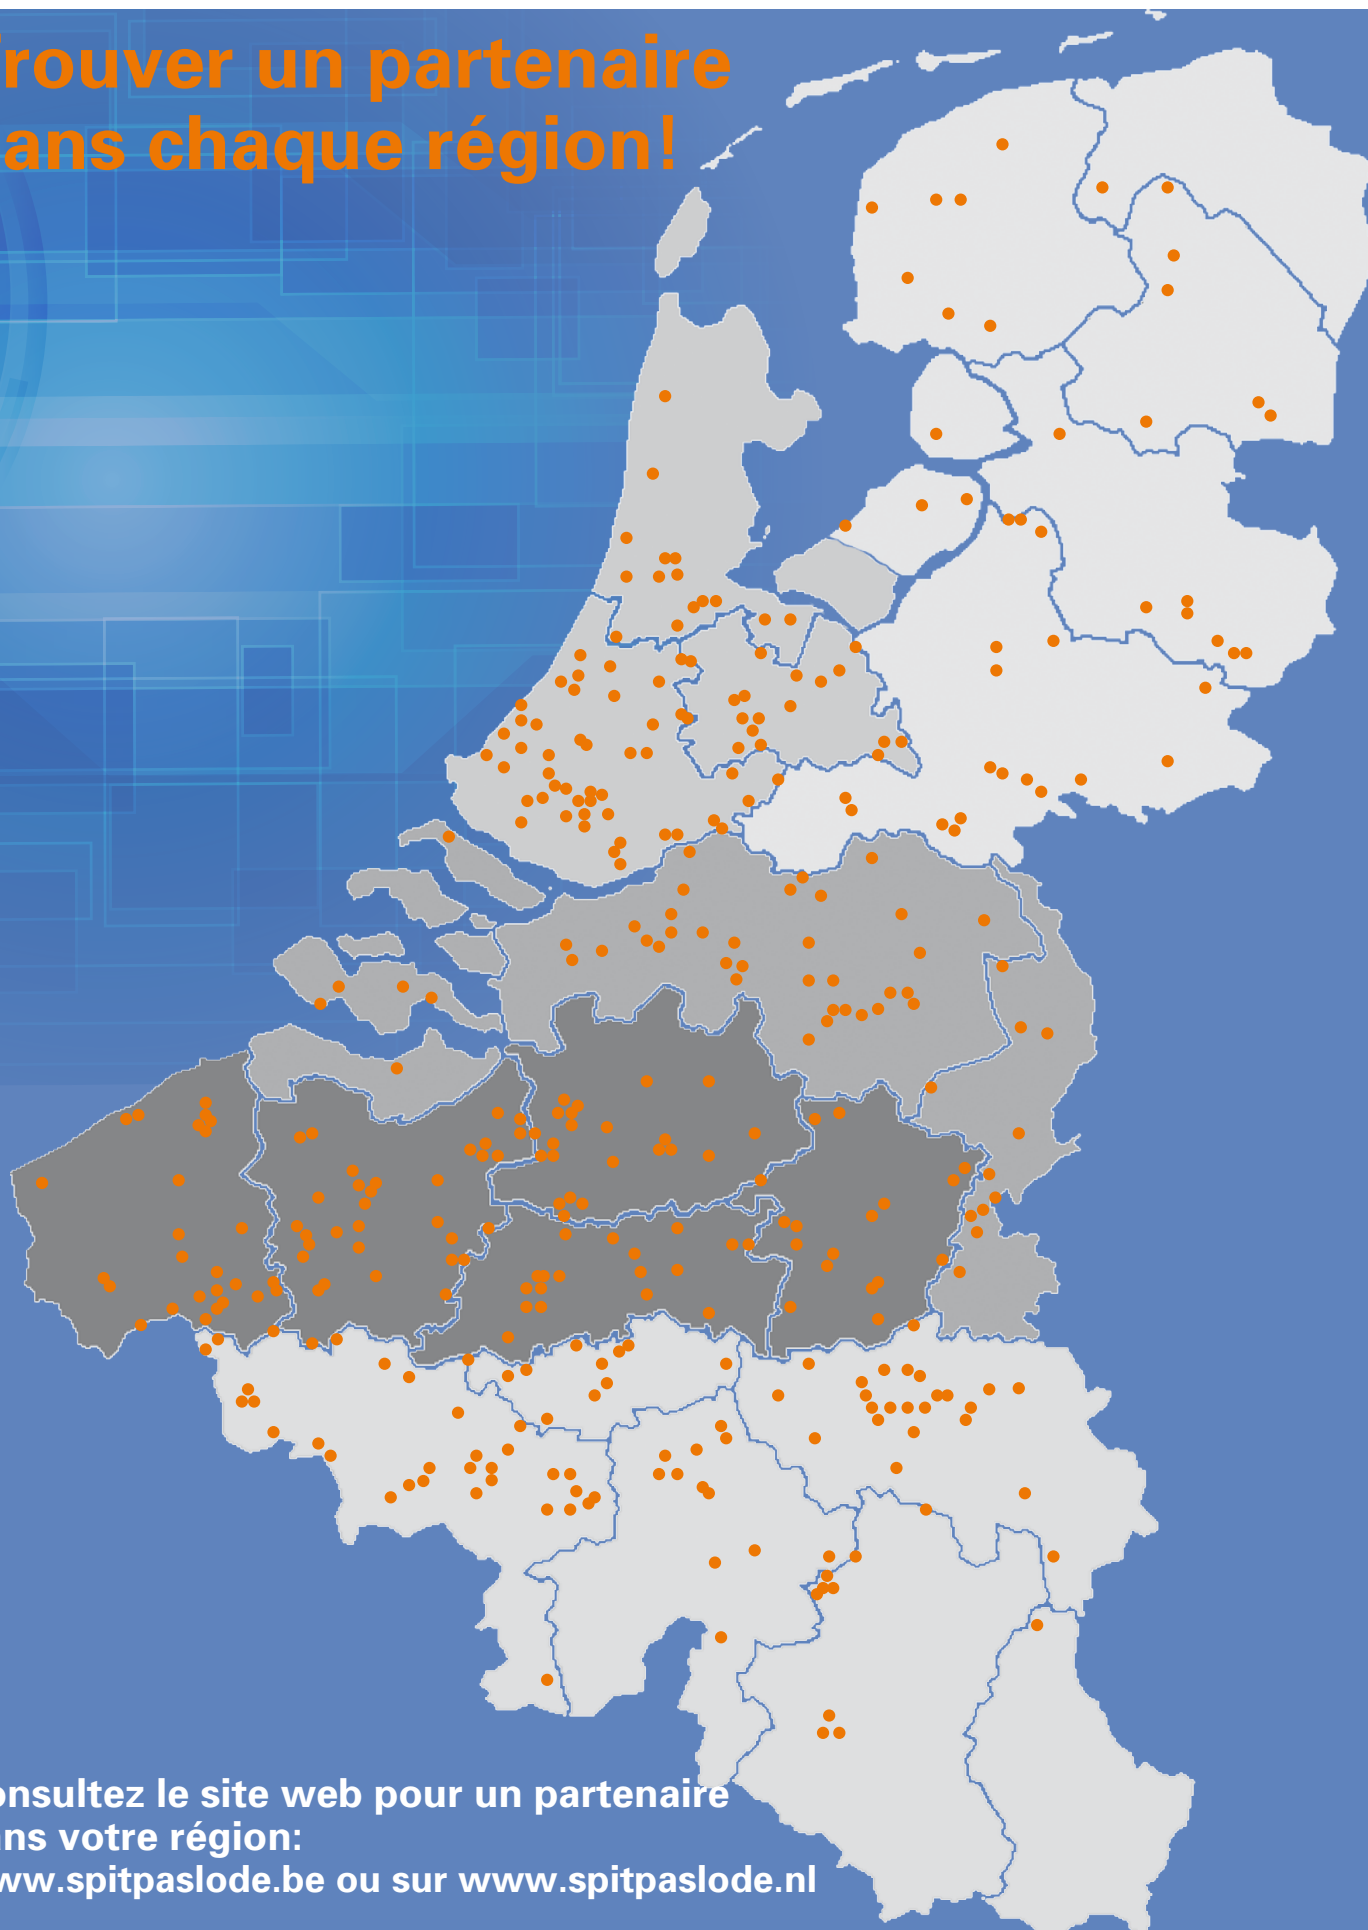 rouver un partenaire
ans chaque région!
onsultez le site web pour un partenaire
ns votre région:
ww.spitpaslode.be ou sur www.spitpaslode.nl